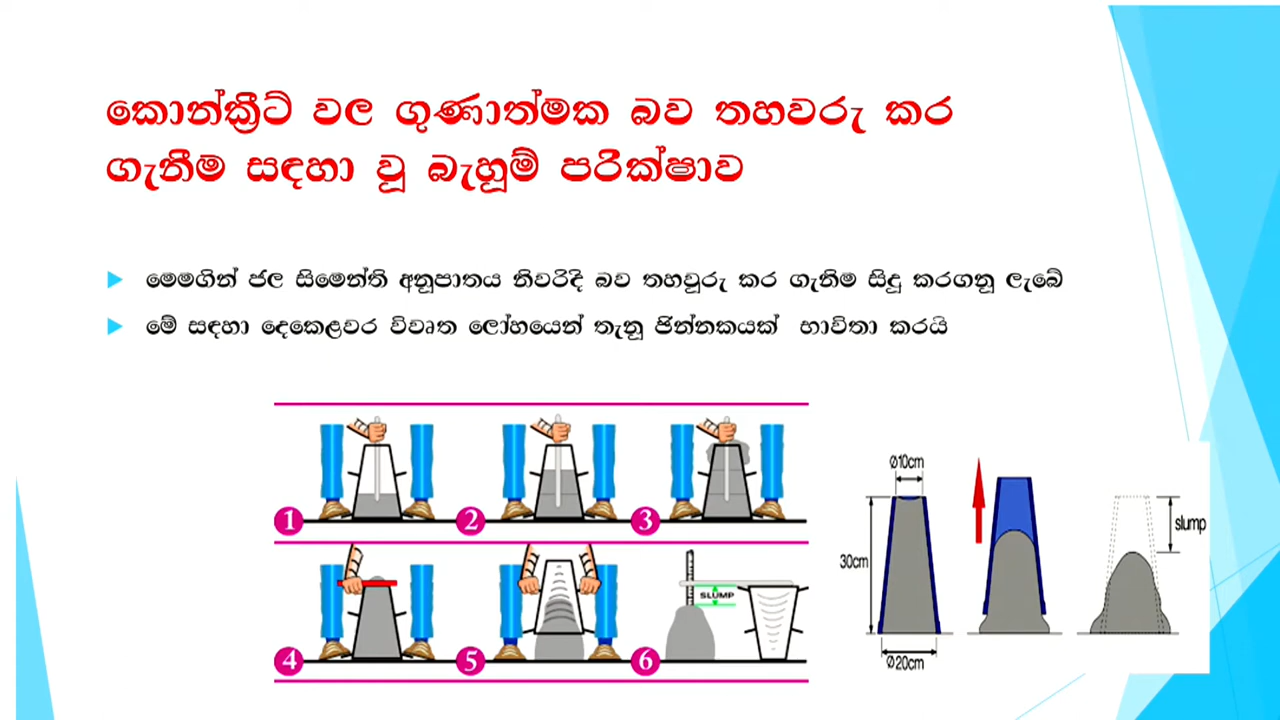 කොන්ක්‍රීට් වල ගුණාත්මක බව තහවරු කර
ගැනීම සඳහා වූ බැහුම් පරික්ෂාව
මෙමගින් ජල සිමෙන්ති අනූපාතය නිවරිදි බව තහවූරු කර ගැනිම සිදූ කරගනූ ලැබේ
මේ සඳහා දෙකෙළවර විවෘත ලෝහයෙන් තැනූ ඡින්නකයක් භාවිතා කරයි
1
2
3
4
5
SLUMP
6
Ø10cm
30cm
Ø20cm
slump